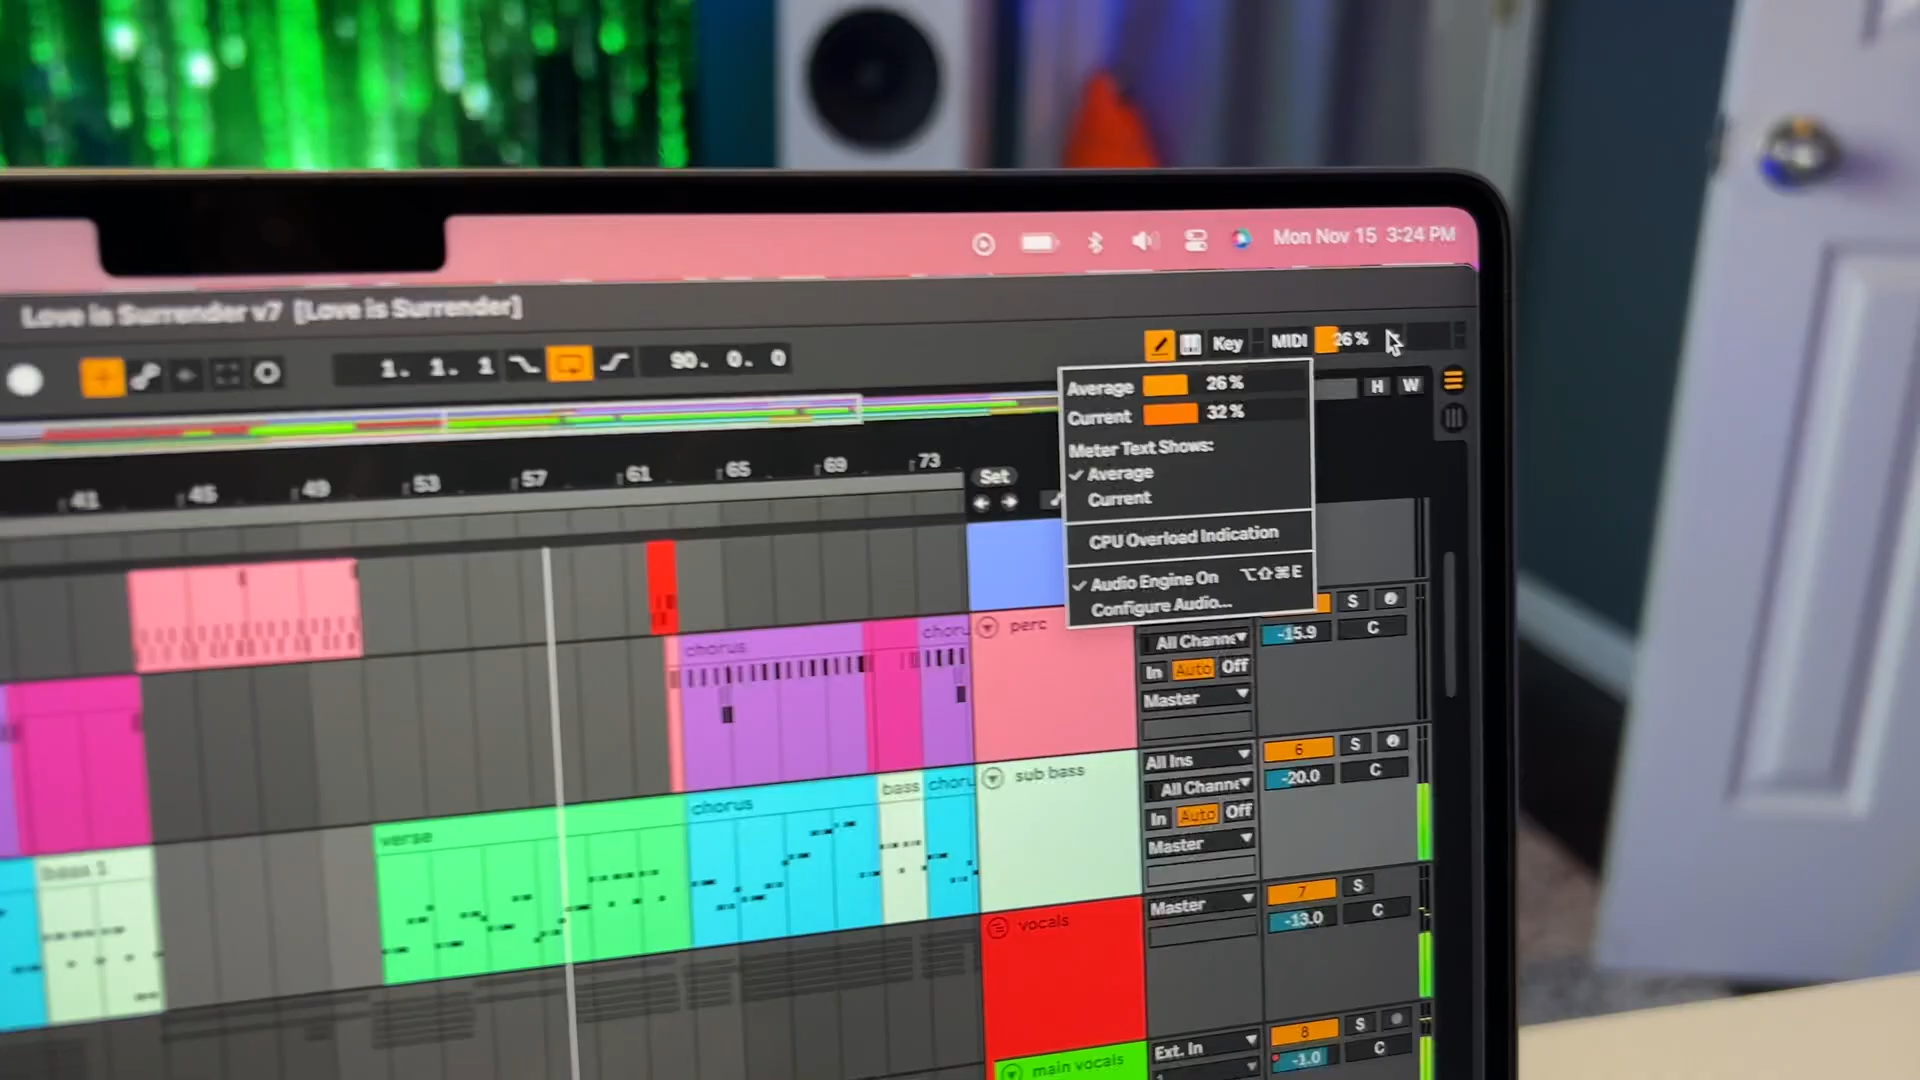 Mon Nov 15 3:24 PM
Love is Surrender v7 [Love is Surrender]
1. 1. 1
90. 0. 0
Key
MIDI
26 %
Average 26 %
Current 32 %
Meter Text Shows:
✓ Average
Current
CPU Overload Indication
✓ Audio Engine On ⌥⇧⌘E
Configure Audio...
H W
41 45 49 53 57 61 65 69 73
Set
chorus
choru
perc
All Channe
In Auto Off
Master
S
-15.9
C
verse
chorus
bass
choru
sub bass
All Ins
All Channe
In Auto Off
Master
6
S
-20.0
C
bass 1
vocals
Master
7
S
-13.0
C
main vocals
Ext. In
8
S
-1.0
C